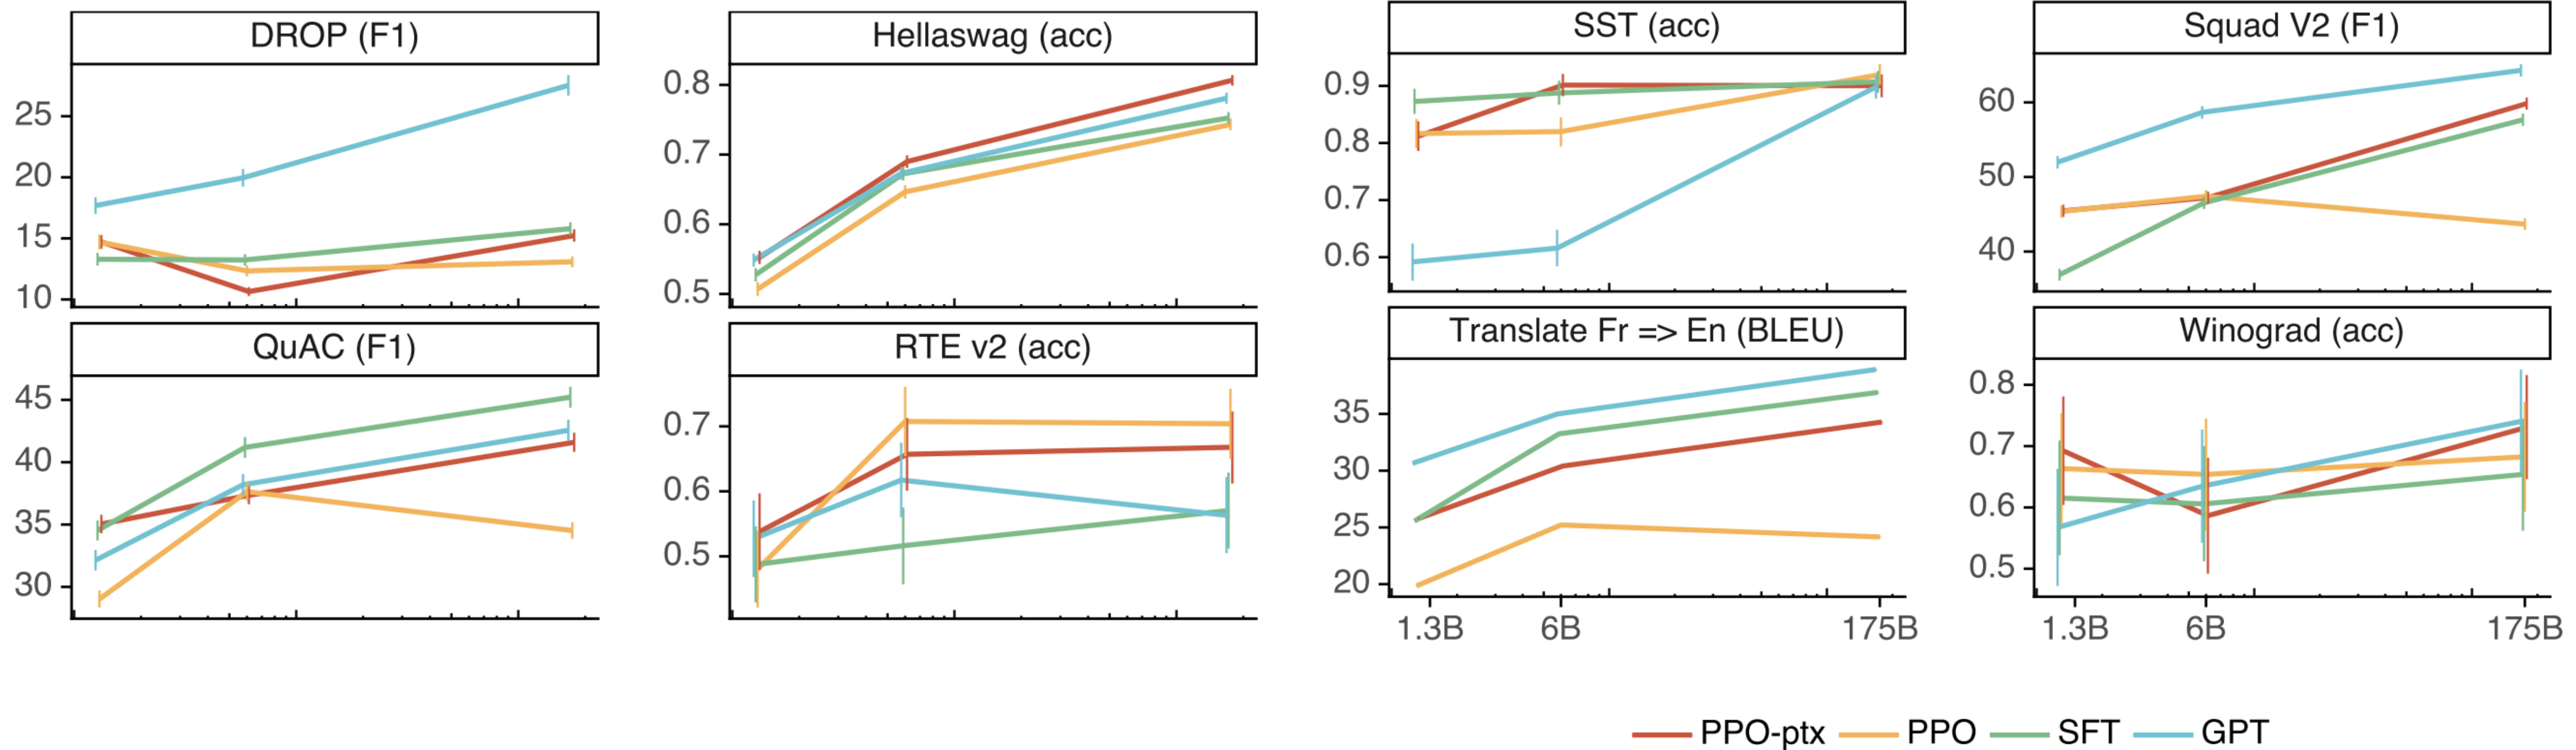 DROP (F1)
25
20
15
10
Hellaswag (acc)
0.8
0.7
0.6
0.5
SST (acc)
0.9
0.8
0.7
0.6
Squad V2 (F1)
60
50
40
QuAC (F1)
45
40
35
30
RTE v2 (acc)
0.7
0.6
0.5
Translate Fr => En (BLEU)
35
30
25
20
1.3B 6B 175B
Winograd (acc)
0.8
0.7
0.6
0.5
1.3B 6B 175B
PPO-ptx PPO SFT GPT